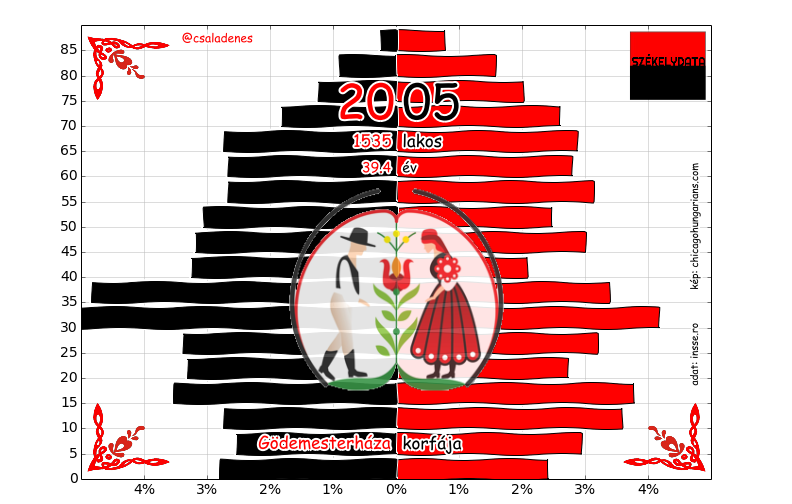 @csaladenes
SZÉKELYDATA
2005
1535 lakos
39.4 év
kép: chicagohungarians.com
adat: insse.ro
Gödemesterháza korfája
85
80
75
70
65
60
55
50
45
40
35
30
25
20
15
10
5
0
4% 3% 2% 1% 0% 1% 2% 3% 4%